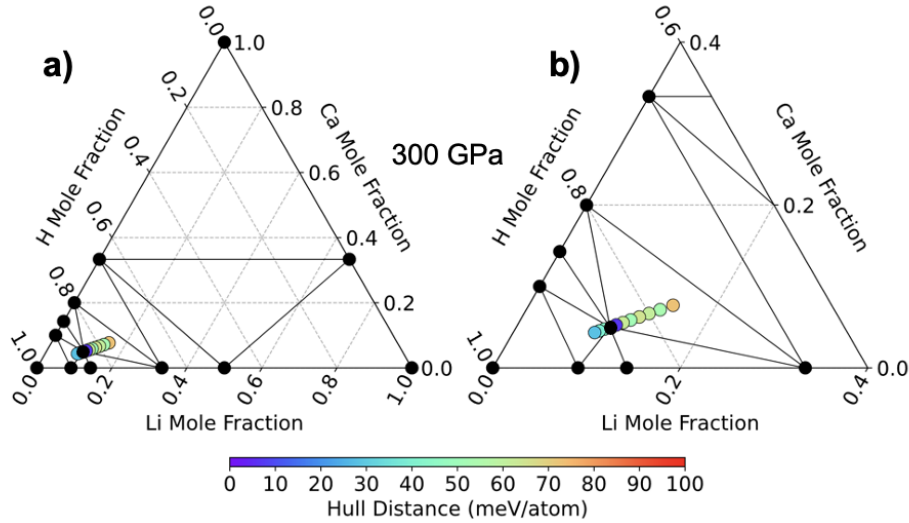 a)
0.0
1.0
0.2
0.8
0.4
0.6
0.6
0.4
0.8
0.2
1.0
0.0
H Mole Fraction
Ca Mole Fraction
0.0
0.2
0.4
0.6
0.8
1.0
Li Mole Fraction
300 GPa
b)
0.6
0.4
0.8
0.2
1.0
0.0
H Mole Fraction
Ca Mole Fraction
0.0
0.2
0.4
Li Mole Fraction
0 10 20 30 40 50 60 70 80 90 100
Hull Distance (meV/atom)